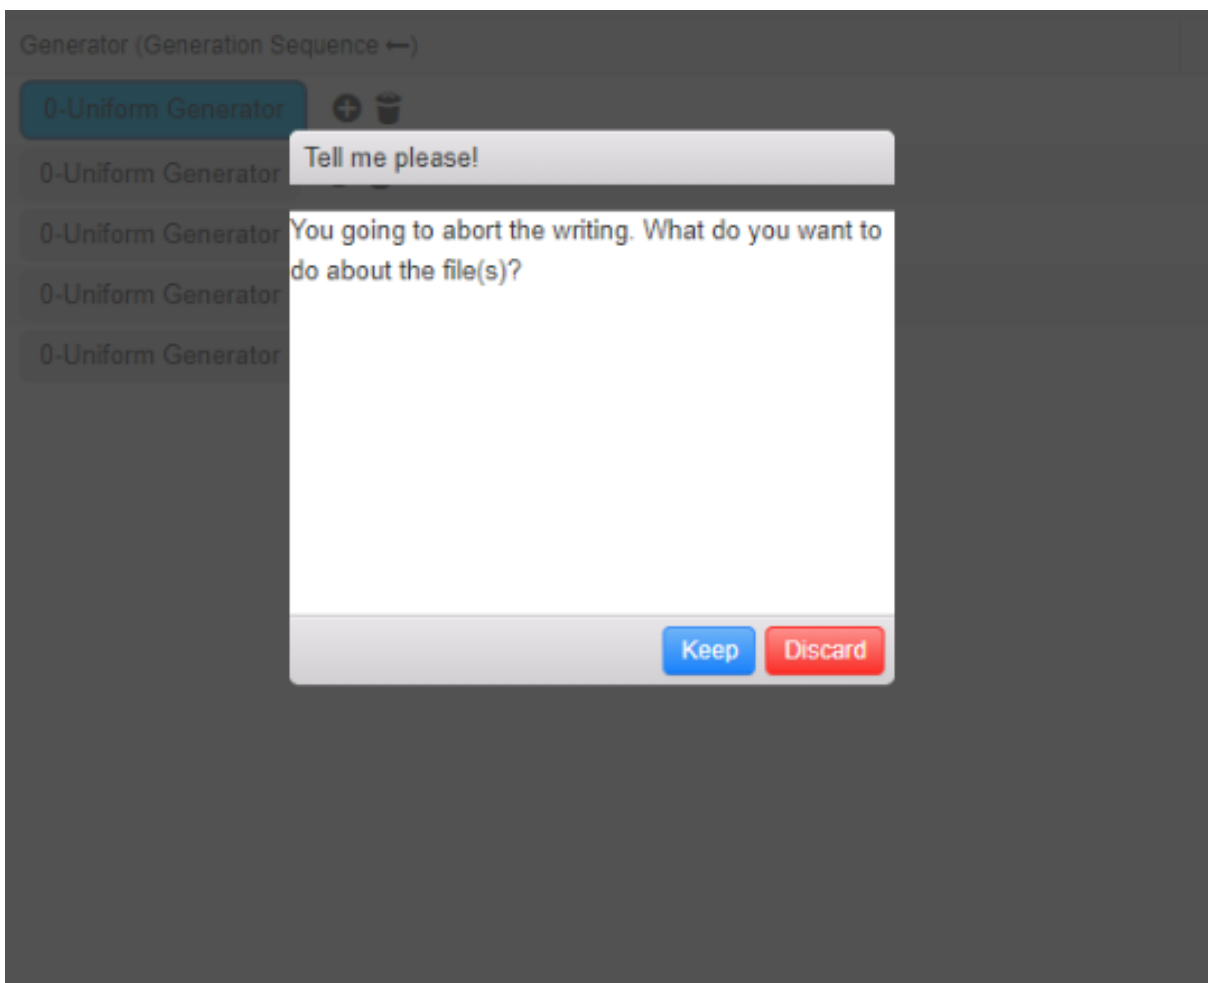 Generator (Generation Sequence ⟵)
0-Uniform Generator
Tell me please!
0-Uniform Generator
0-Uniform Generator
You going to abort the writing. What do you want to
do about the file(s)?
0-Uniform Generator
0-Uniform Generator
Keep
Discard